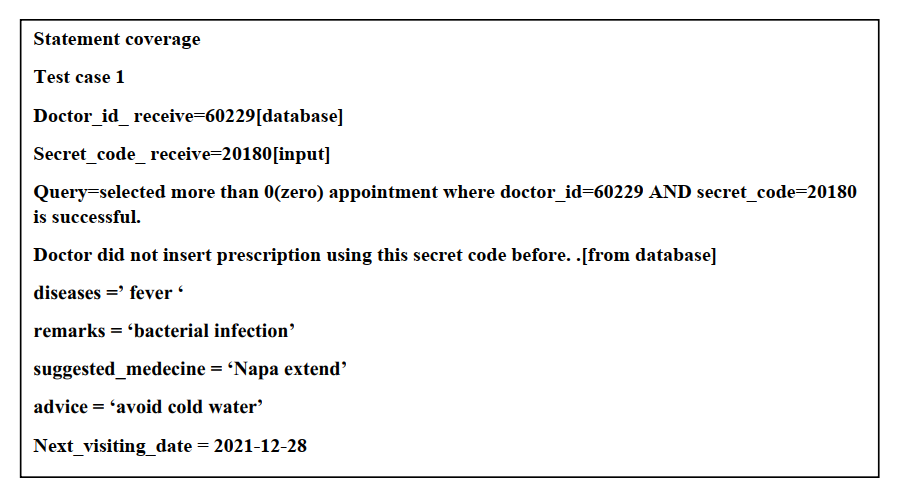 Statement coverage
Test case 1
Doctor_id_ receive=60229[database]
Secret_code_ receive=20180[input]
Query=selected more than 0(zero) appointment where doctor_id=60229 AND secret_code=20180
is successful.
Doctor did not insert prescription using this secret code before. .[from database]
diseases =’ fever ‘
remarks = ‘bacterial infection’
suggested_medecine = ‘Napa extend’
advice = ‘avoid cold water’
Next_visiting_date = 2021-12-28